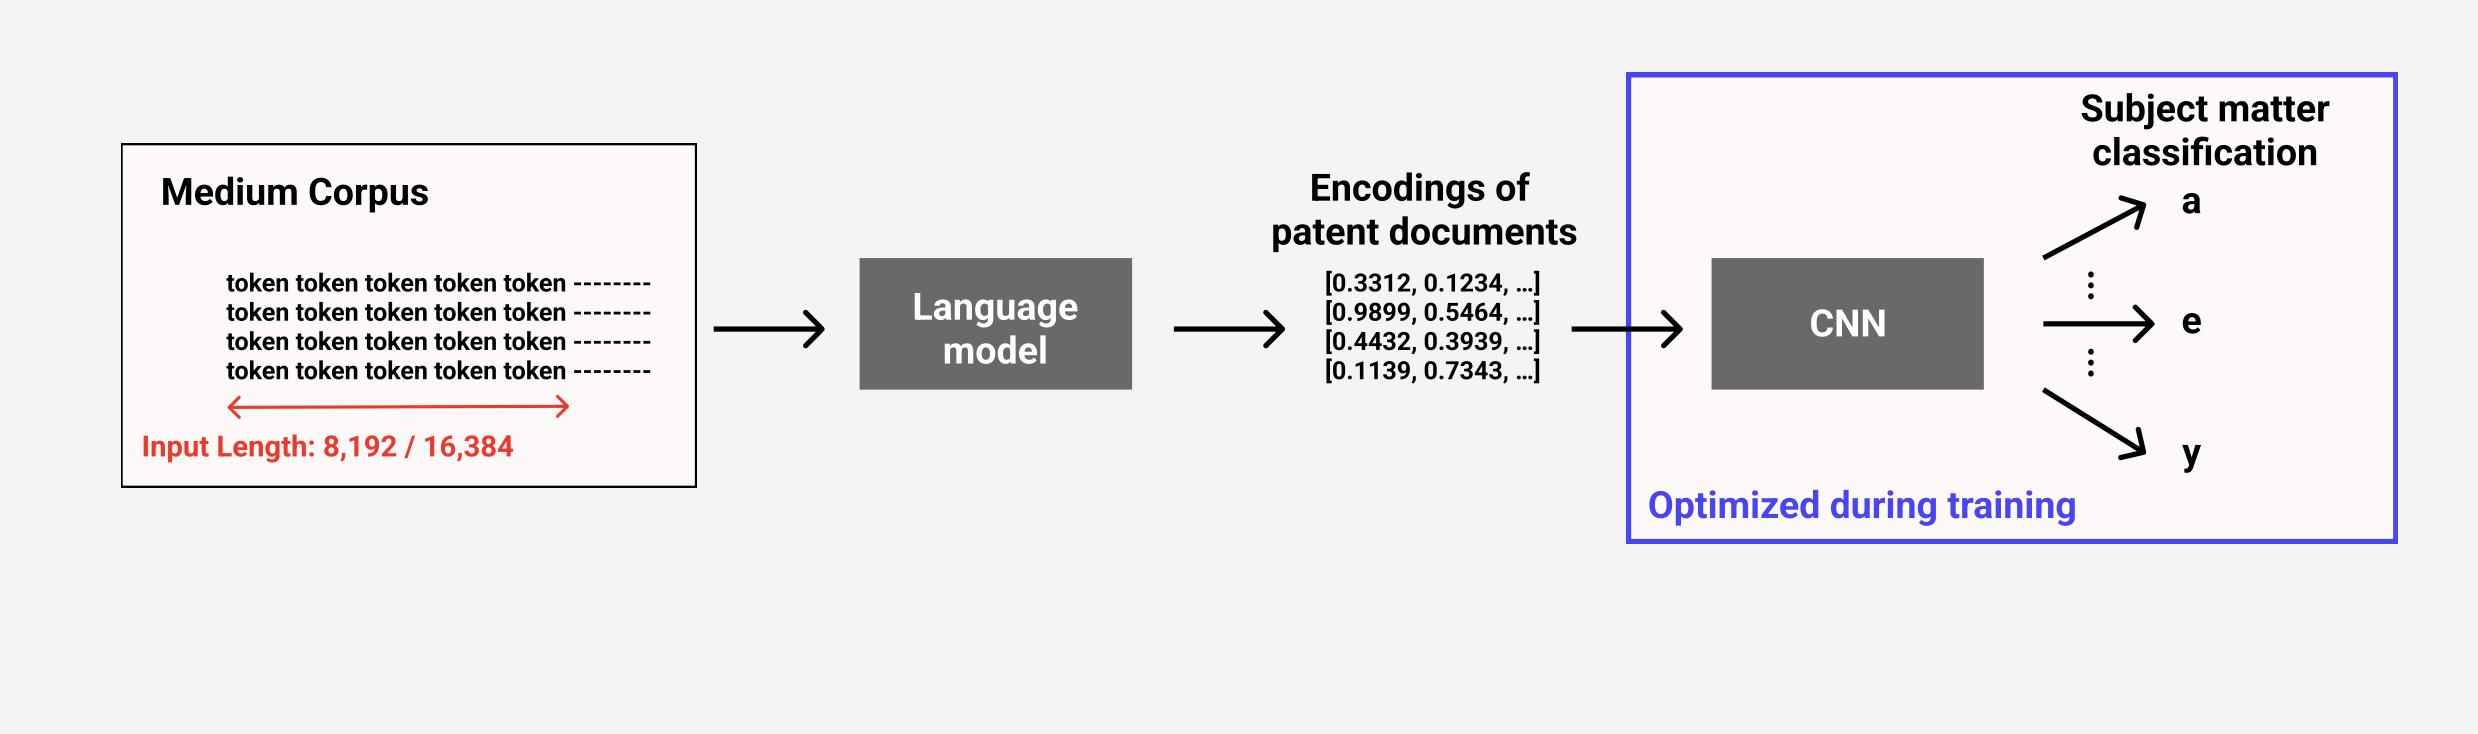 Medium Corpus
token token token token token --------
token token token token token --------
token token token token token --------
token token token token token --------
Input Length: 8,192 / 16,384
Language
model
Encodings of
patent documents
[0.3312, 0.1234, ...]
[0.9899, 0.5464, ...]
[0.4432, 0.3939, ...]
[0.1139, 0.7343, ...]
CNN
Subject matter
classification
a
e
y
Optimized during training